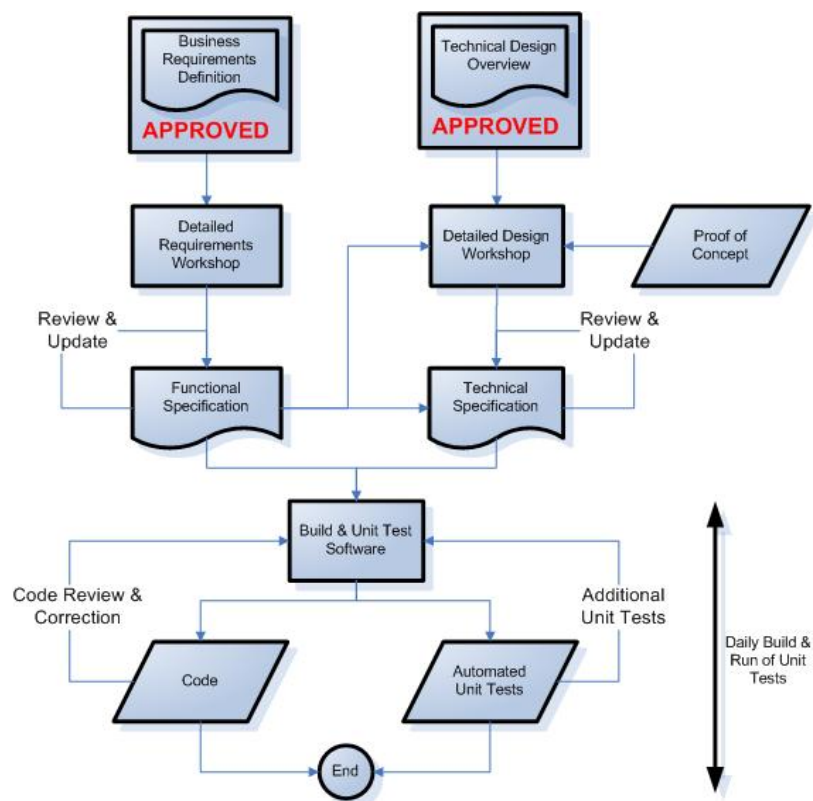 Business
Requirements
Definition
APPROVED
Technical Design
Overview
APPROVED
Detailed
Requirements
Workshop
Detailed Design
Workshop
Proof of
Concept
Review &
Update
Review &
Update
Functional
Specification
Technical
Specification
Build & Unit Test
Software
Code Review &
Correction
Additional
Unit Tests
Daily Build &
Run of Unit
Tests
Code
Automated
Unit Tests
End